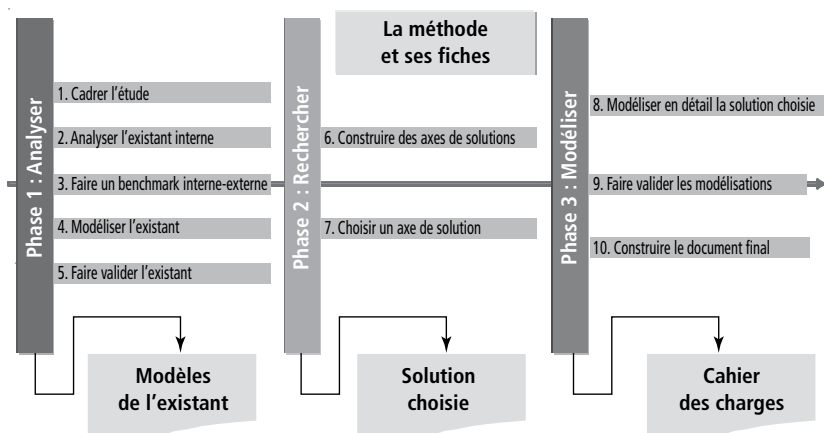 La méthode
et ses fiches
Phase 1 : Analyser
1. Cadrer l'étude
2. Analyser l'existant interne
3. Faire un benchmark interne-externe
4. Modéliser l'existant
5. Faire valider l'existant
Modèles
de l'existant
Phase 2 : Rechercher
6. Construire des axes de solutions
7. Choisir un axe de solution
Solution
choisie
Phase 3 : Modéliser
8. Modéliser en détail la solution choisie
9. Faire valider les modélisations
10. Construire le document final
Cahier
des charges